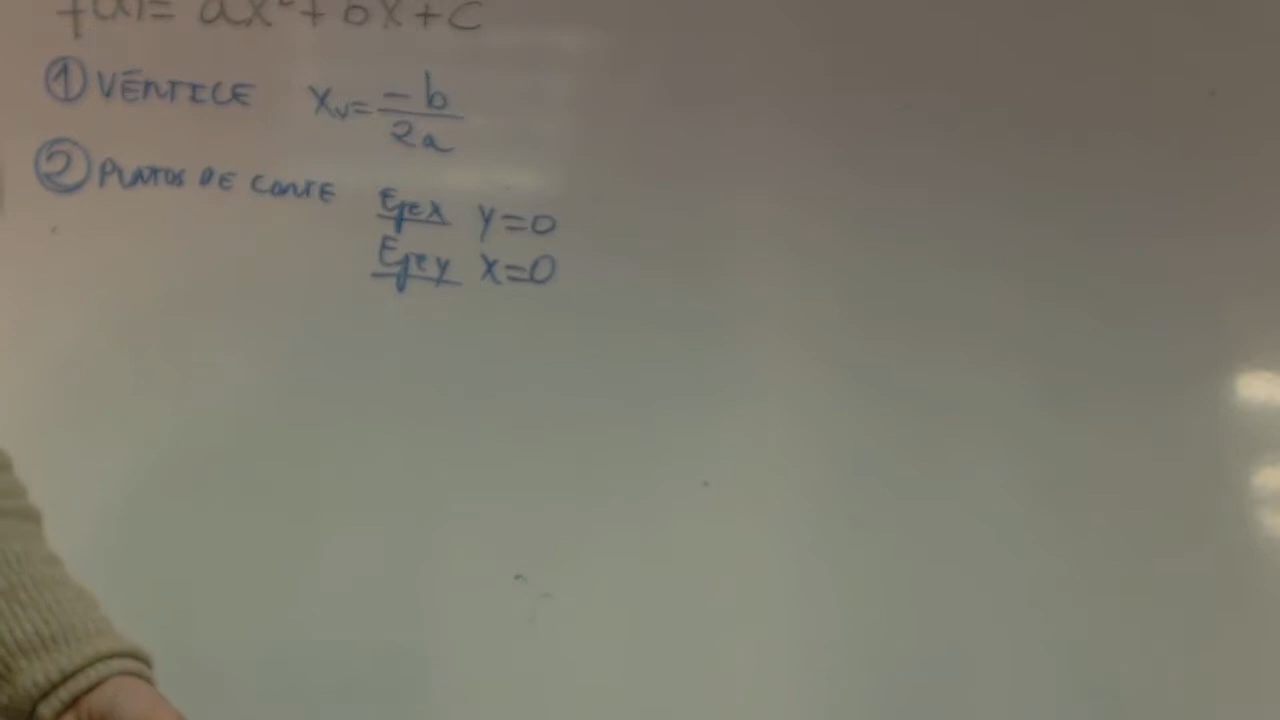 f(x)= ax²+bx+c
① VÉRTICE xᵥ= -b/2a
② PUNTOS DE CORTE Eje x y=0
Eje y x=0